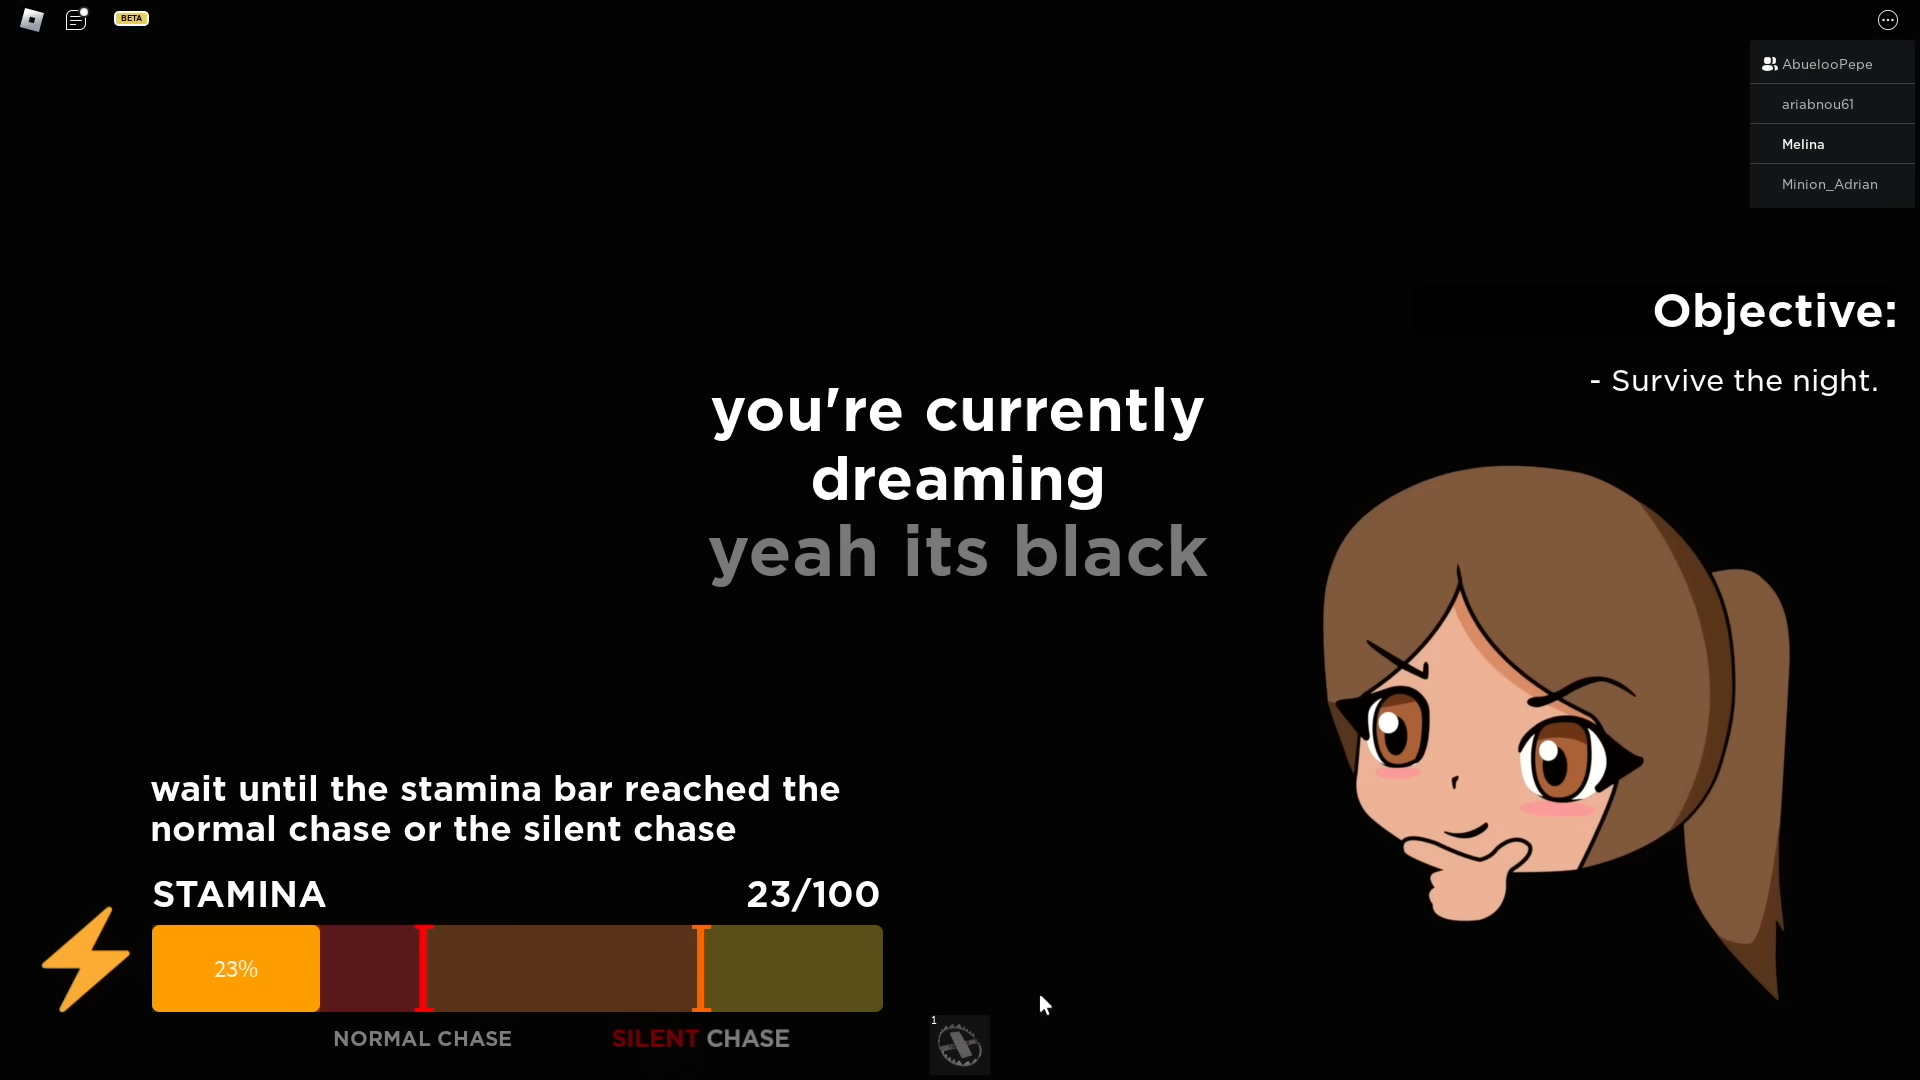 BETA
AbuelooPepe
ariabnou61
Melina
Minion_Adrian
Objective:
- Survive the night.
you're currently
dreaming
yeah its black
wait until the stamina bar reached the
normal chase or the silent chase
STAMINA 23/100
23%
NORMAL CHASE
SILENT CHASE
1